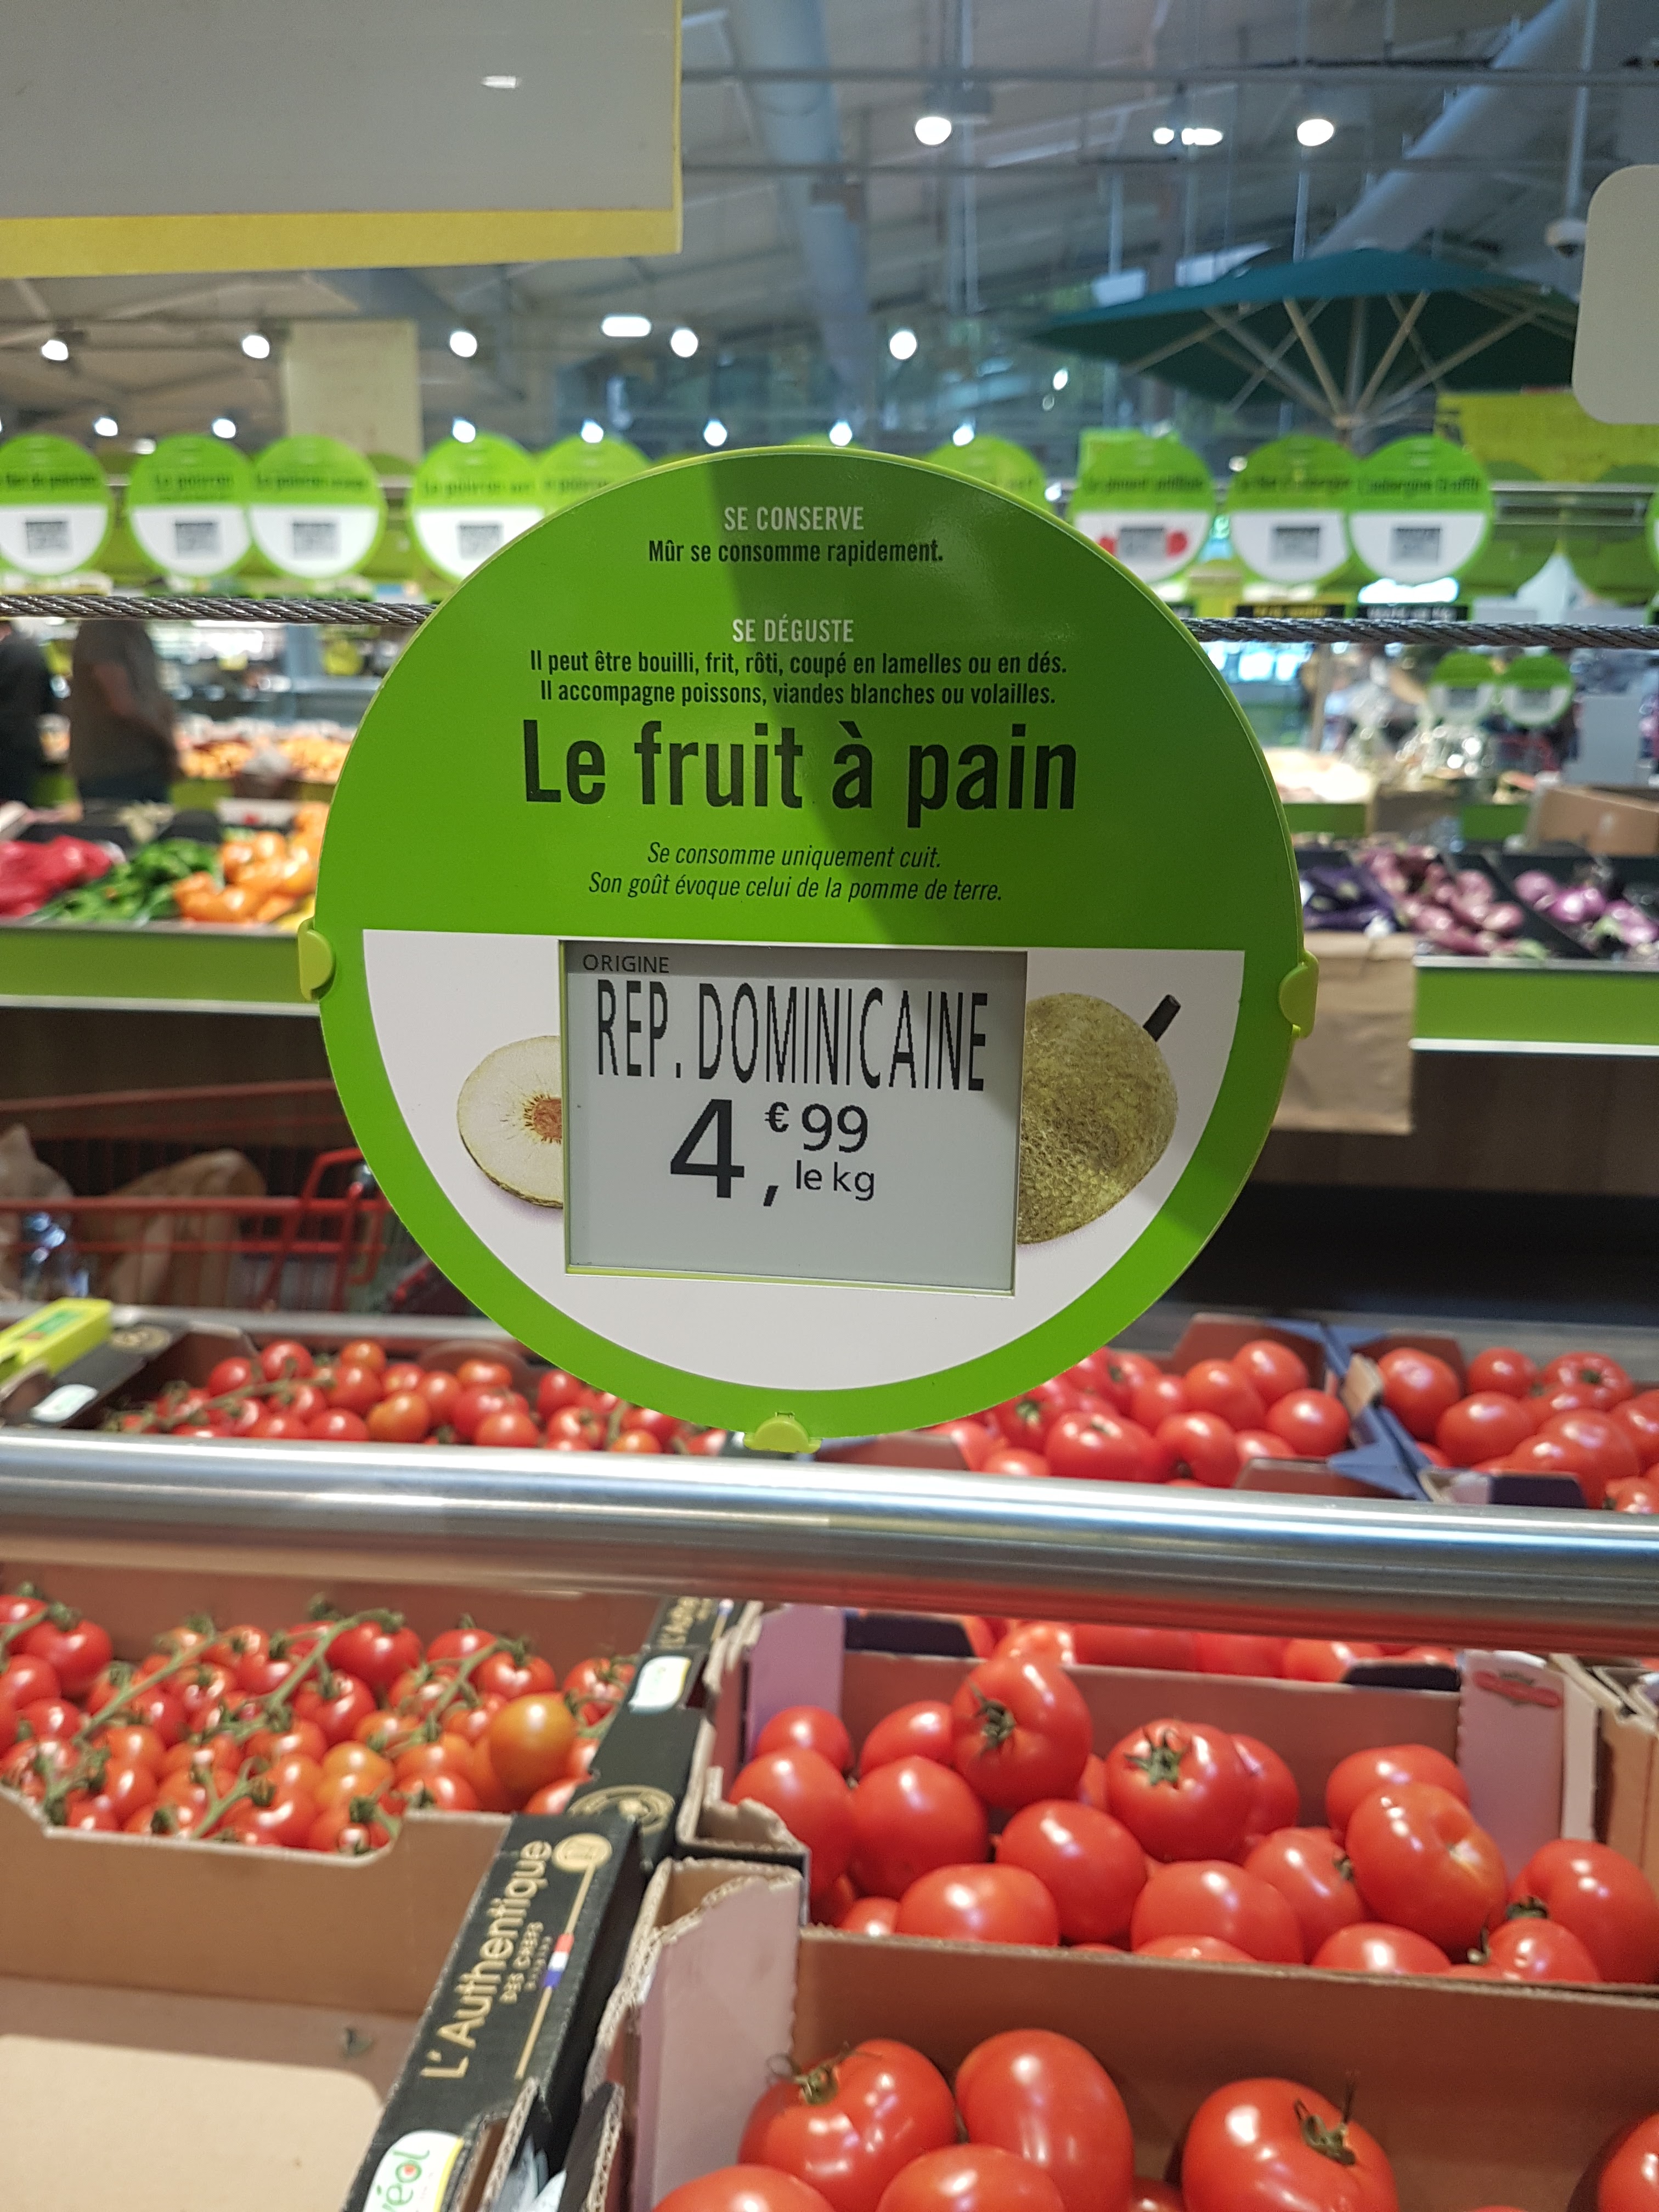 SE CONSERVE
Mûr se consomme rapidement.
SE DÉGUSTE
Il peut être bouilli, frit, rôti, coupé en lamelles ou en dés.
Il accompagne poissons, viandes blanches ou volailles.
Le fruit à pain
Se consomme uniquement cuit.
Son goût évoque celui de la pomme de terre.
ORIGINE
REP. DOMINICAINE
4,€99
le kg
L'Authentique
DES CHEFS